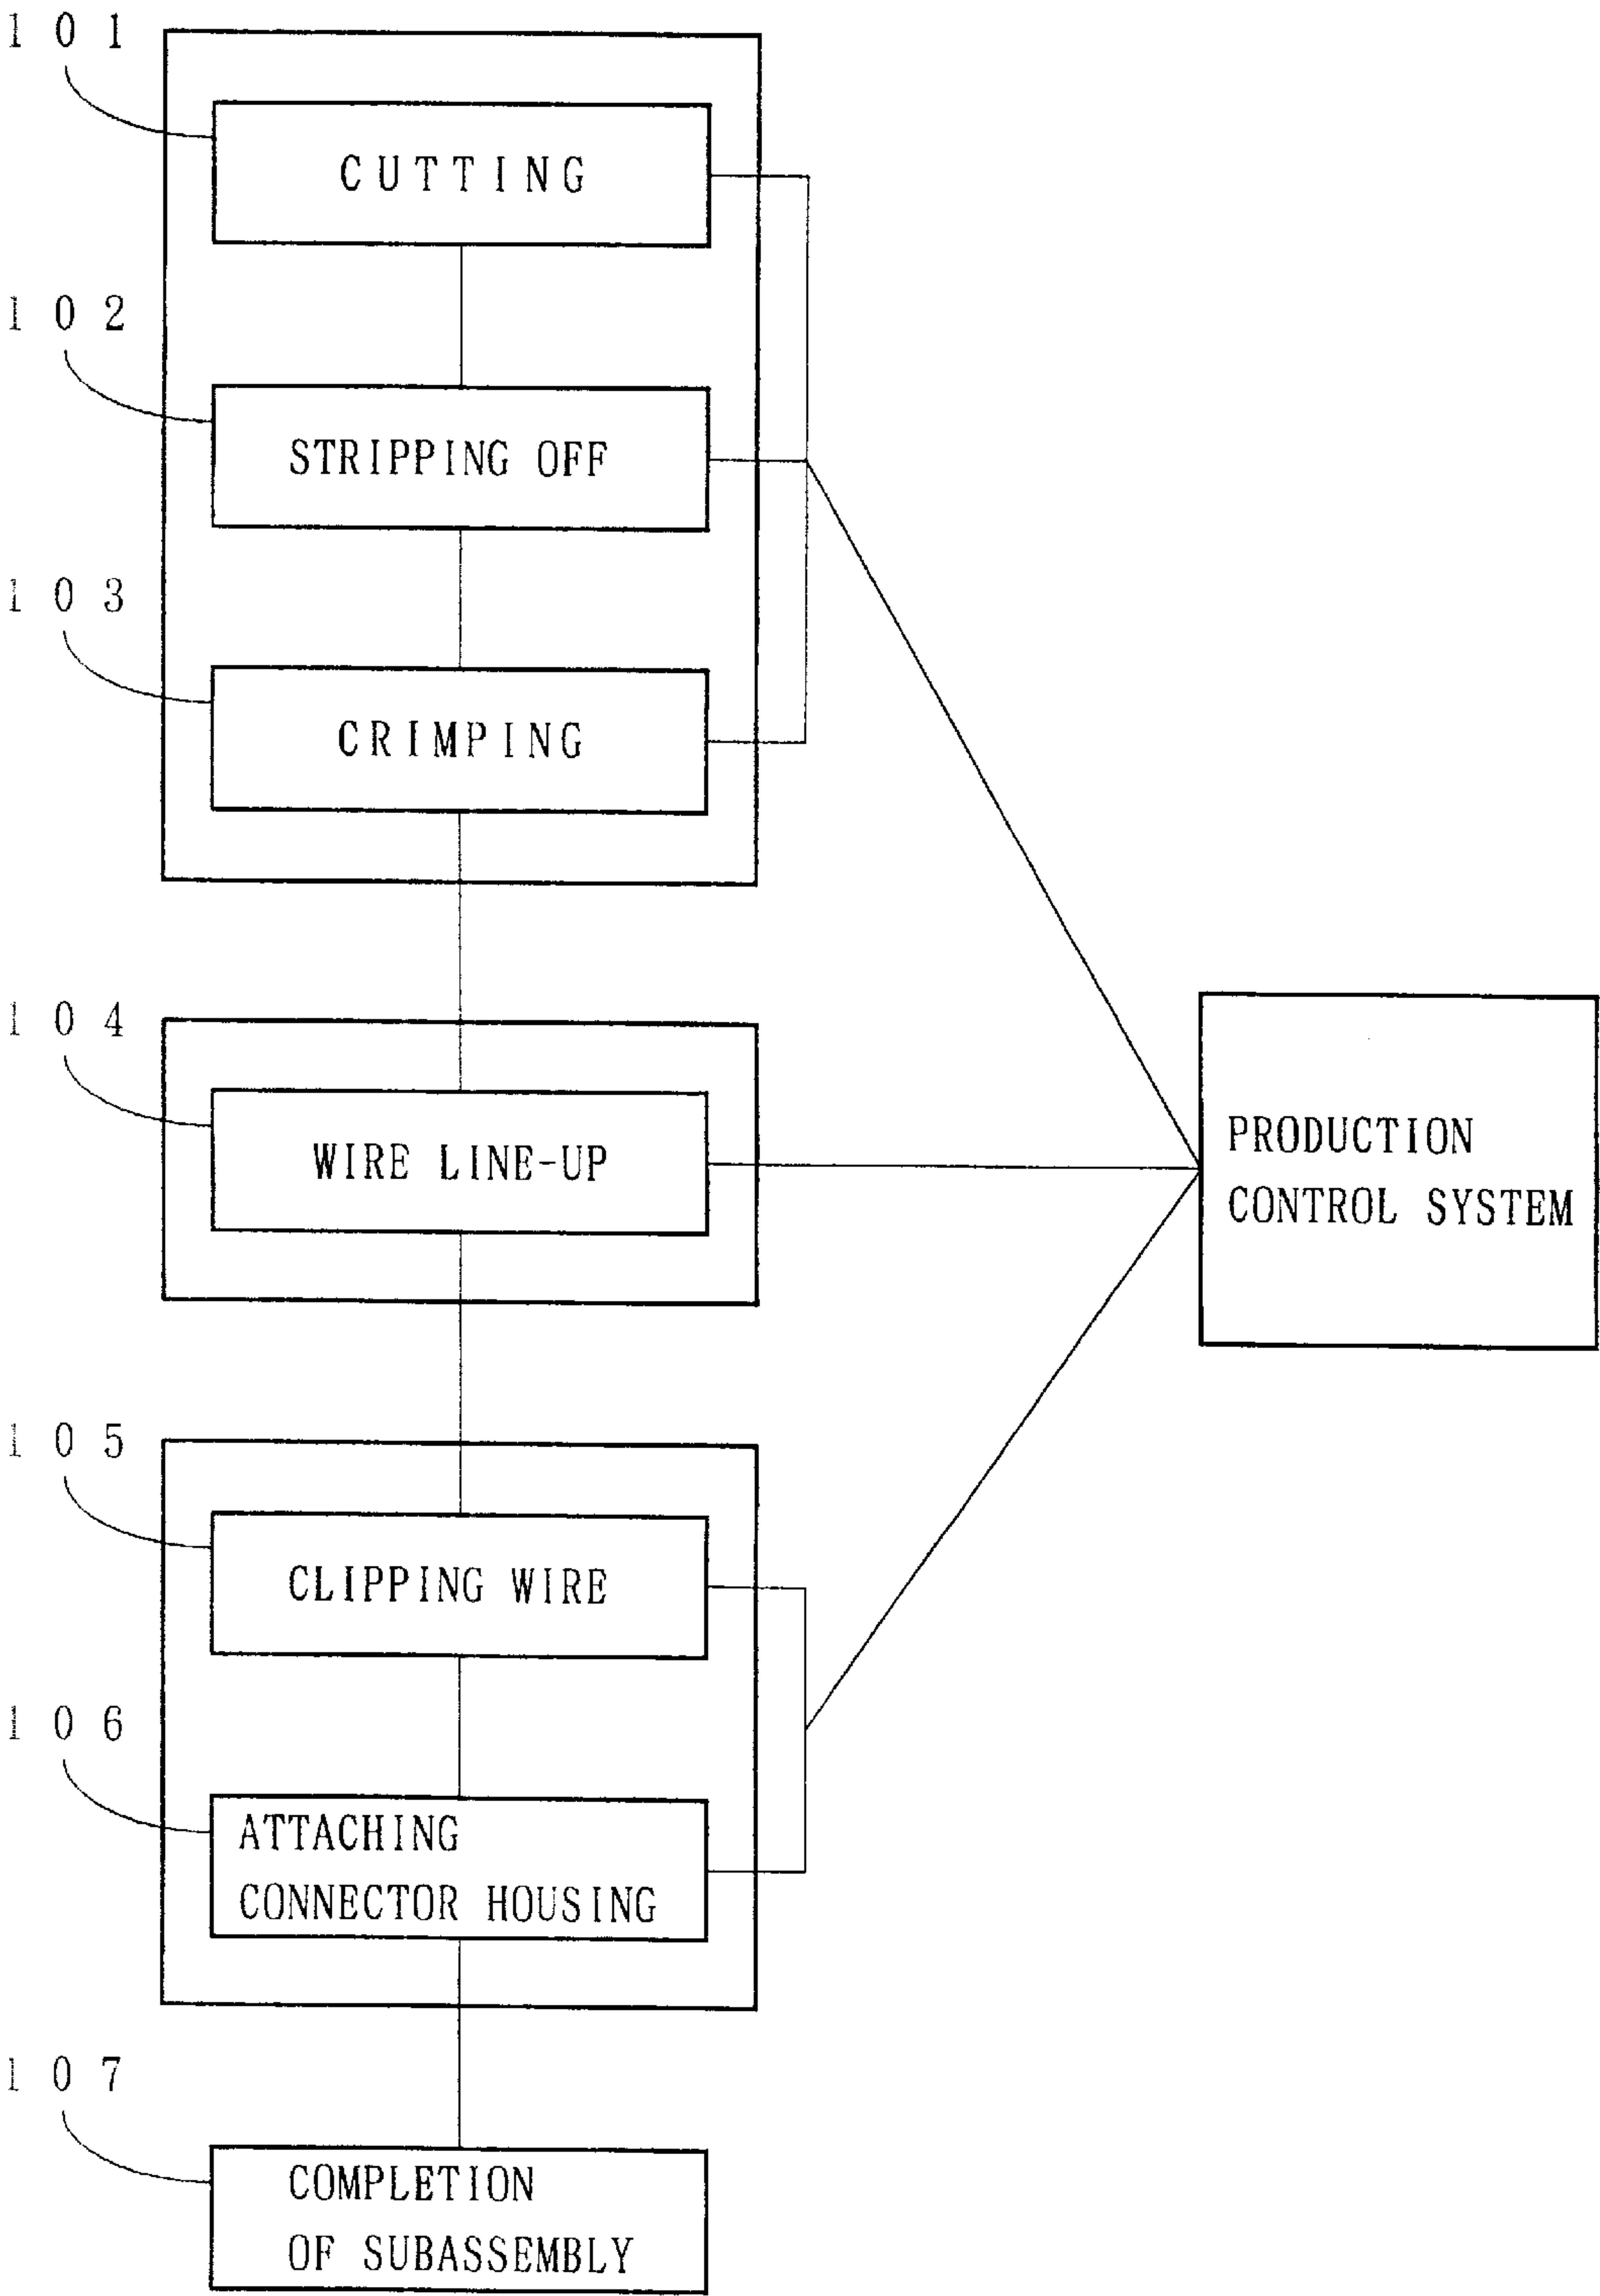 101
CUTTING
102
STRIPPING OFF
103
CRIMPING
104
WIRE LINE-UP
PRODUCTION
CONTROL SYSTEM
105
CLIPPING WIRE
106
ATTACHING
CONNECTOR HOUSING
107
COMPLETION
OF SUBASSEMBLY